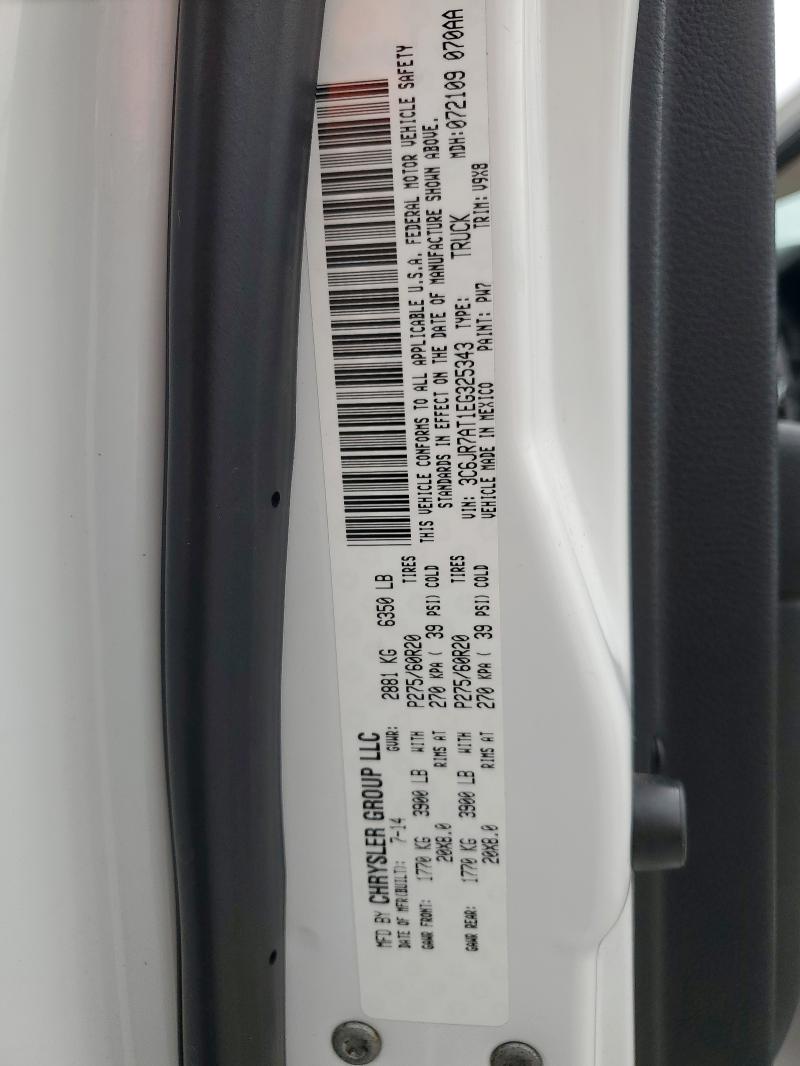 MFD BY CHRYSLER GROUP LLC
DATE OF MFR(BUILT): 7-14 GVWR: 2881 KG 6350 LB
GAWR FRONT: 1770 KG 3900 LB WITH P275/60R20 TIRES
20X8.0 RIMS AT 270 KPA ( 39 PSI) COLD
GAWR REAR: 1770 KG 3900 LB WITH P275/60R20 TIRES
20X8.0 RIMS AT 270 KPA ( 39 PSI) COLD
THIS VEHICLE CONFORMS TO ALL APPLICABLE U.S.A. FEDERAL MOTOR VEHICLE SAFETY
STANDARDS IN EFFECT ON THE DATE OF MANUFACTURE SHOWN ABOVE.
VIN: 3C6JR7AT1EG325343 TYPE: TRUCK MDH:072109 070AA
VEHICLE MADE IN MEXICO PAINT: PW7 TRIM: V9X8